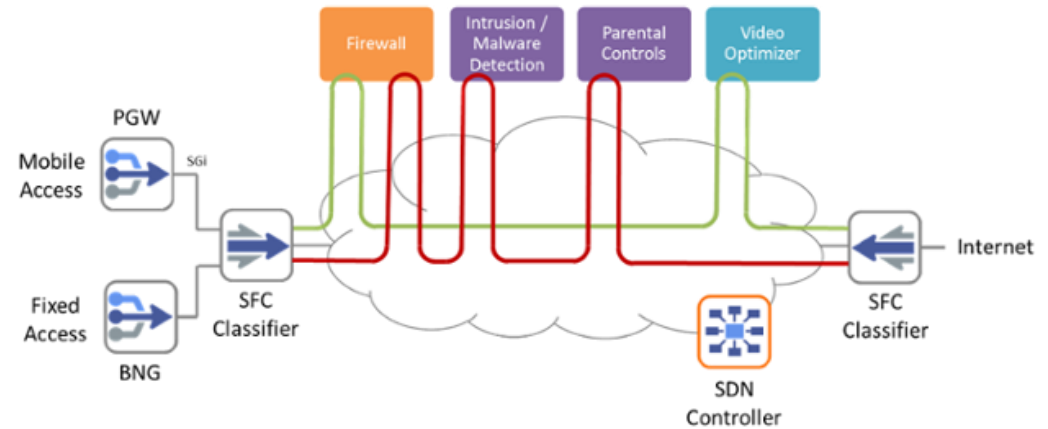 Firewall
Intrusion /
Malware
Detection
Parental
Controls
Video
Optimizer
PGW
Mobile
Access
SGi
SFC
Classifier
Fixed
Access
BNG
Internet
SFC
Classifier
SDN
Controller